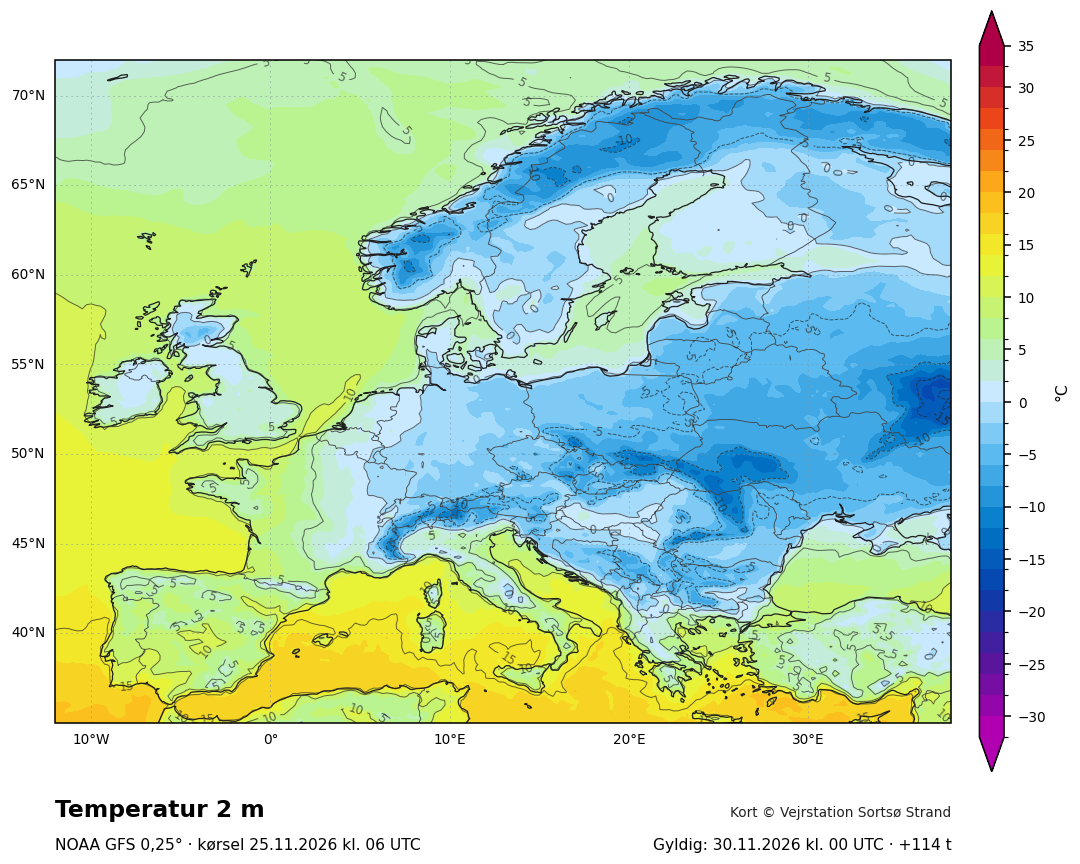 70°N
65°N
60°N
55°N
50°N
45°N
40°N
10°W
0°
10°E
20°E
30°E
35
30
25
20
15
10
5
0
−5
−10
−15
−20
−25
−30
°C
Temperatur 2 m
Kort © Vejrstation Sortsø Strand
NOAA GFS 0,25° · kørsel 25.11.2026 kl. 06 UTC
Gyldig: 30.11.2026 kl. 00 UTC · +114 t